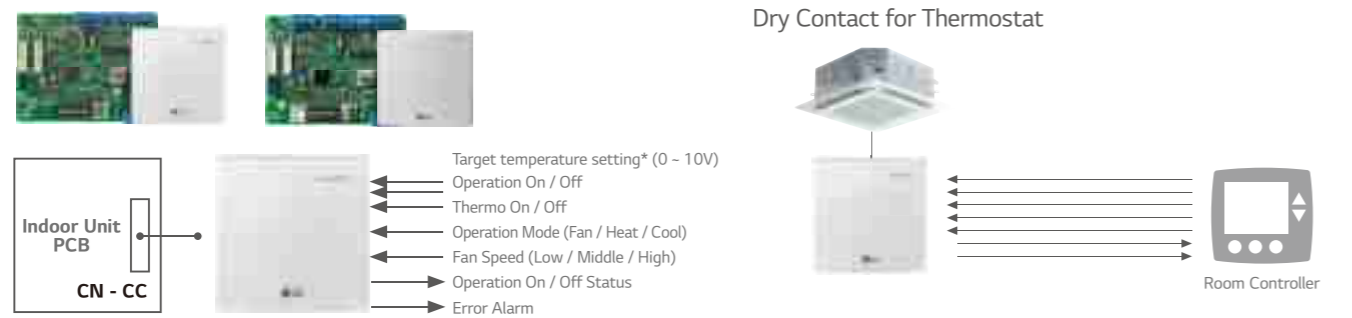 Dry Contact for Thermostat
Target temperature setting* (0 ~ 10V)
Operation On / Off
Thermo On / Off
Operation Mode (Fan / Heat / Cool)
Fan Speed (Low / Middle / High)
Operation On / Off Status
Error Alarm
Indoor Unit
PCB
CN - CC
Room Controller